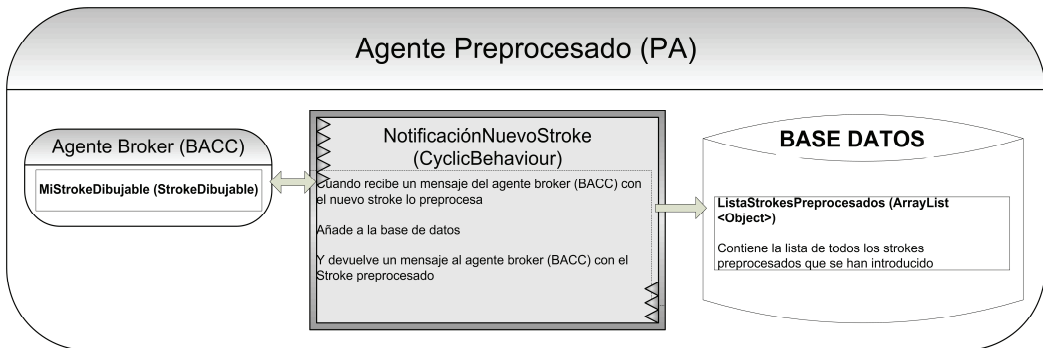 Agente Preprocesado (PA)
Agente Broker (BACC)
MiStrokeDibujable (StrokeDibujable)
NotificaciónNuevoStroke
(CyclicBehaviour)
Cuando recibe un mensaje del agente broker (BACC) con
el nuevo stroke lo preprocesa
Añade a la base de datos
Y devuelve un mensaje al agente broker (BACC) con el
Stroke preprocesado
BASE DATOS
ListaStrokesPreprocesados (ArrayList
<Object>)
Contiene la lista de todos los strokes
preprocesados que se han introducido